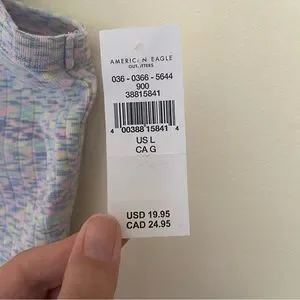 AMERICAN EAGLE
OUTFITTERS
036 - 0366 - 5644
900
38815841
4 00388 15841 4
US L
CA G
USD 19.95
CAD 24.95